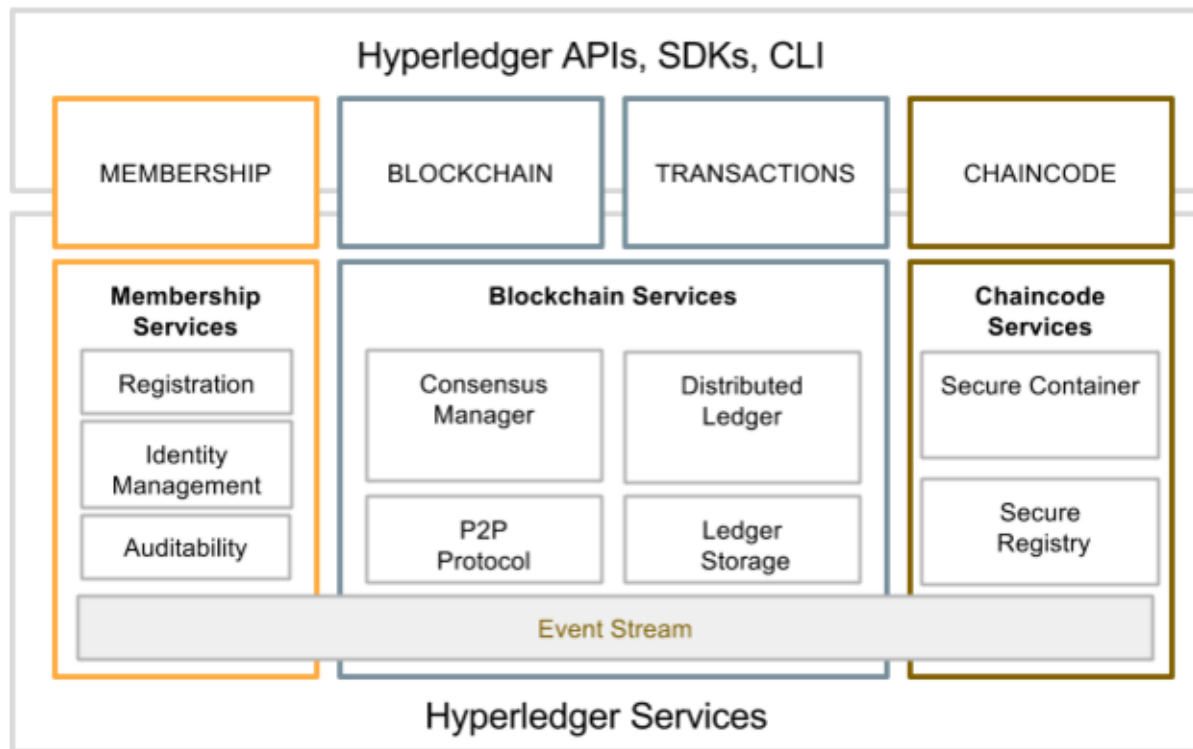 Hyperledger APIs, SDKs, CLI
MEMBERSHIP
BLOCKCHAIN
TRANSACTIONS
CHAINCODE
Membership
Services
Registration
Identity
Management
Auditability
Blockchain Services
Consensus
Manager
Distributed
Ledger
P2P
Protocol
Ledger
Storage
Chaincode
Services
Secure Container
Secure
Registry
Event Stream
Hyperledger Services